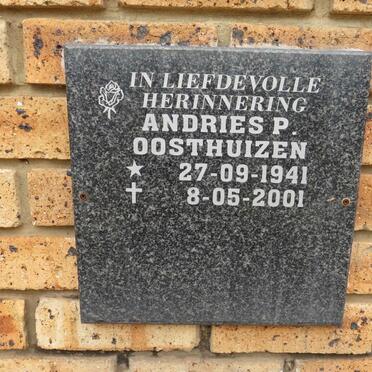 IN LIEFDEVOLLE
HERINNERING
ANDRIES P.
OOSTHUIZEN
★ 27-09-1941
✝ 8-05-2001